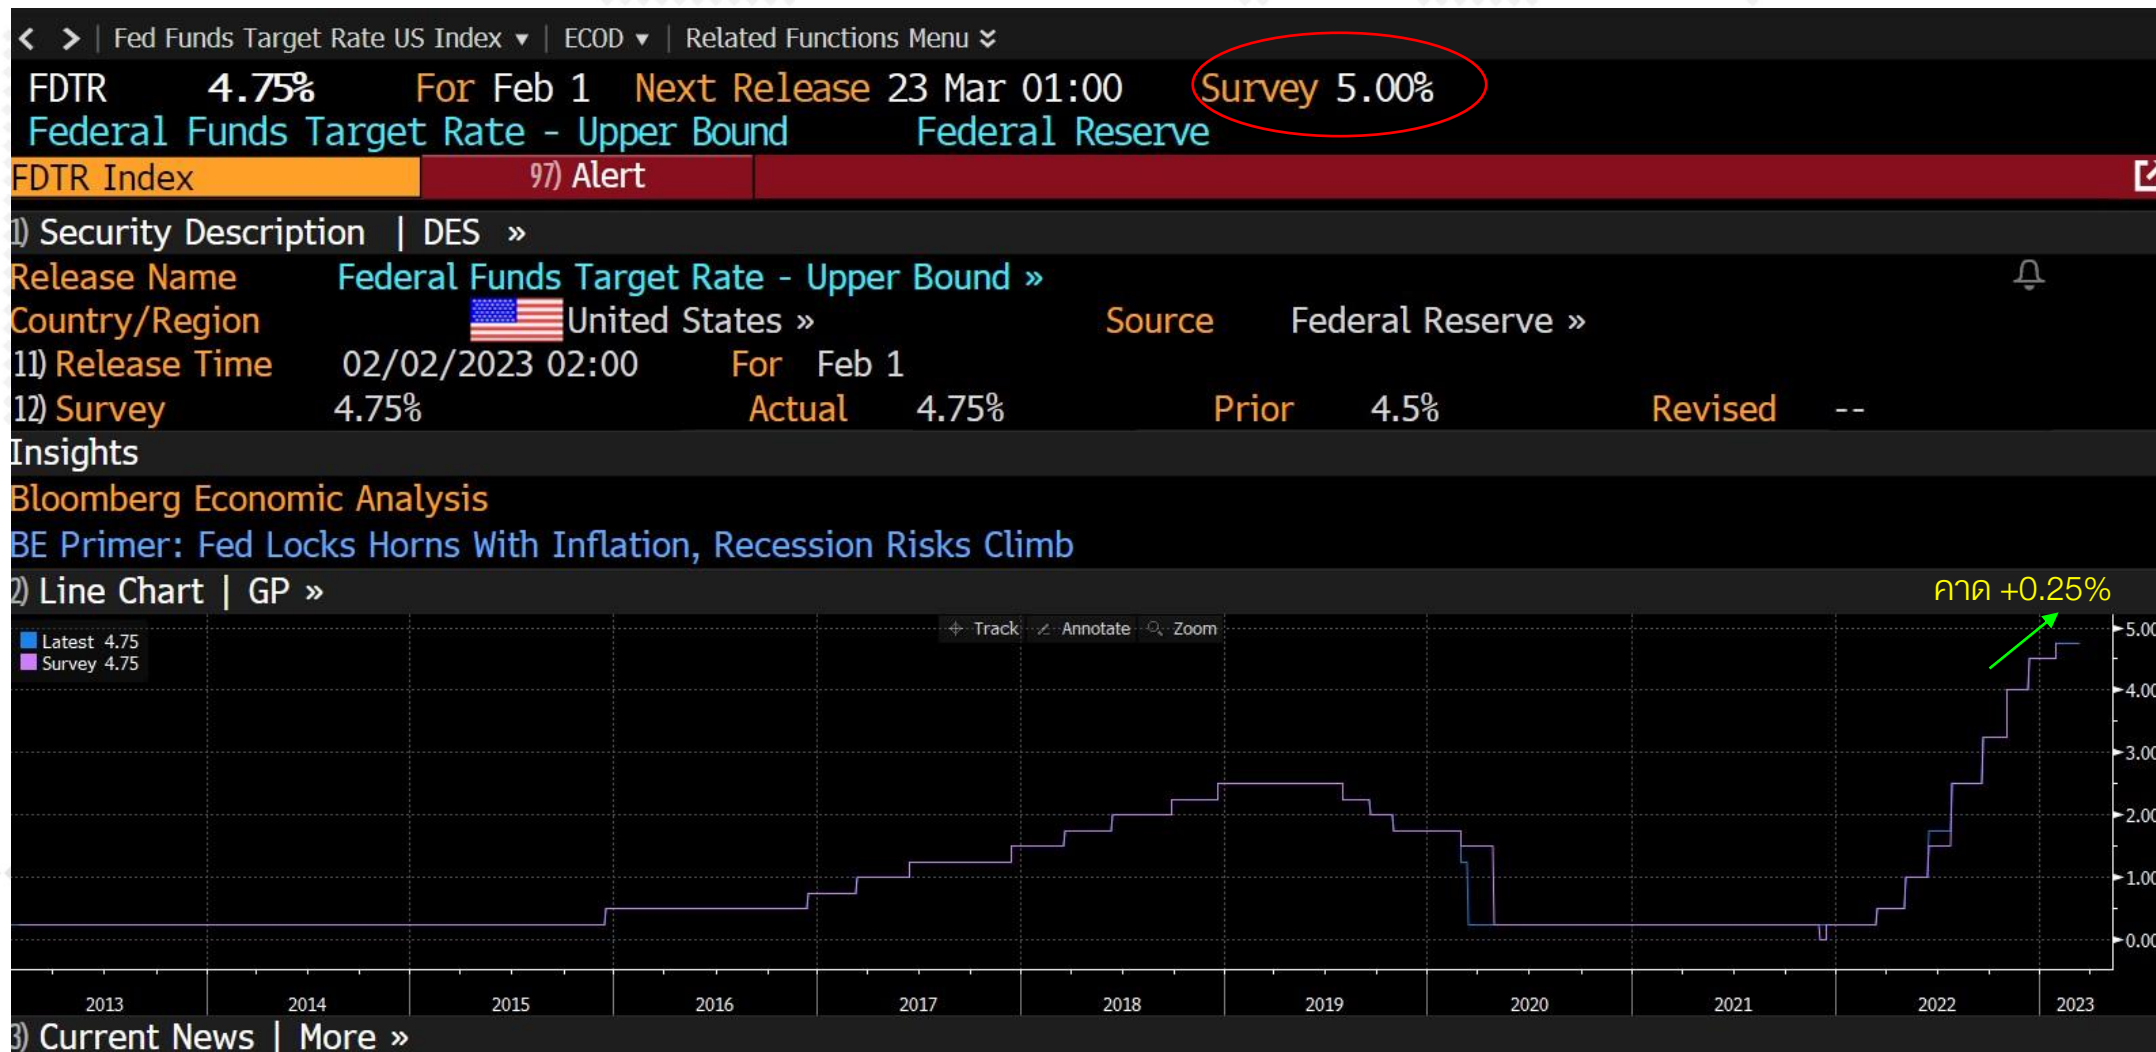 Fed Funds Target Rate US Index | ECOD | Related Functions Menu
FDTR 4.75% For Feb 1 Next Release 23 Mar 01:00 Survey 5.00%
Federal Funds Target Rate - Upper Bound Federal Reserve
FDTR Index 97) Alert
1) Security Description | DES »
Release Name Federal Funds Target Rate - Upper Bound »
Country/Region United States » Source Federal Reserve »
11) Release Time 02/02/2023 02:00 For Feb 1
12) Survey 4.75% Actual 4.75% Prior 4.5% Revised --
Insights
Bloomberg Economic Analysis
BE Primer: Fed Locks Horns With Inflation, Recession Risks Climb
2) Line Chart | GP »
คาด +0.25%
Track Annotate Zoom
Latest 4.75
Survey 4.75
5.00
4.00
3.00
2.00
1.00
0.00
2013 2014 2015 2016 2017 2018 2019 2020 2021 2022 2023
3) Current News | More »